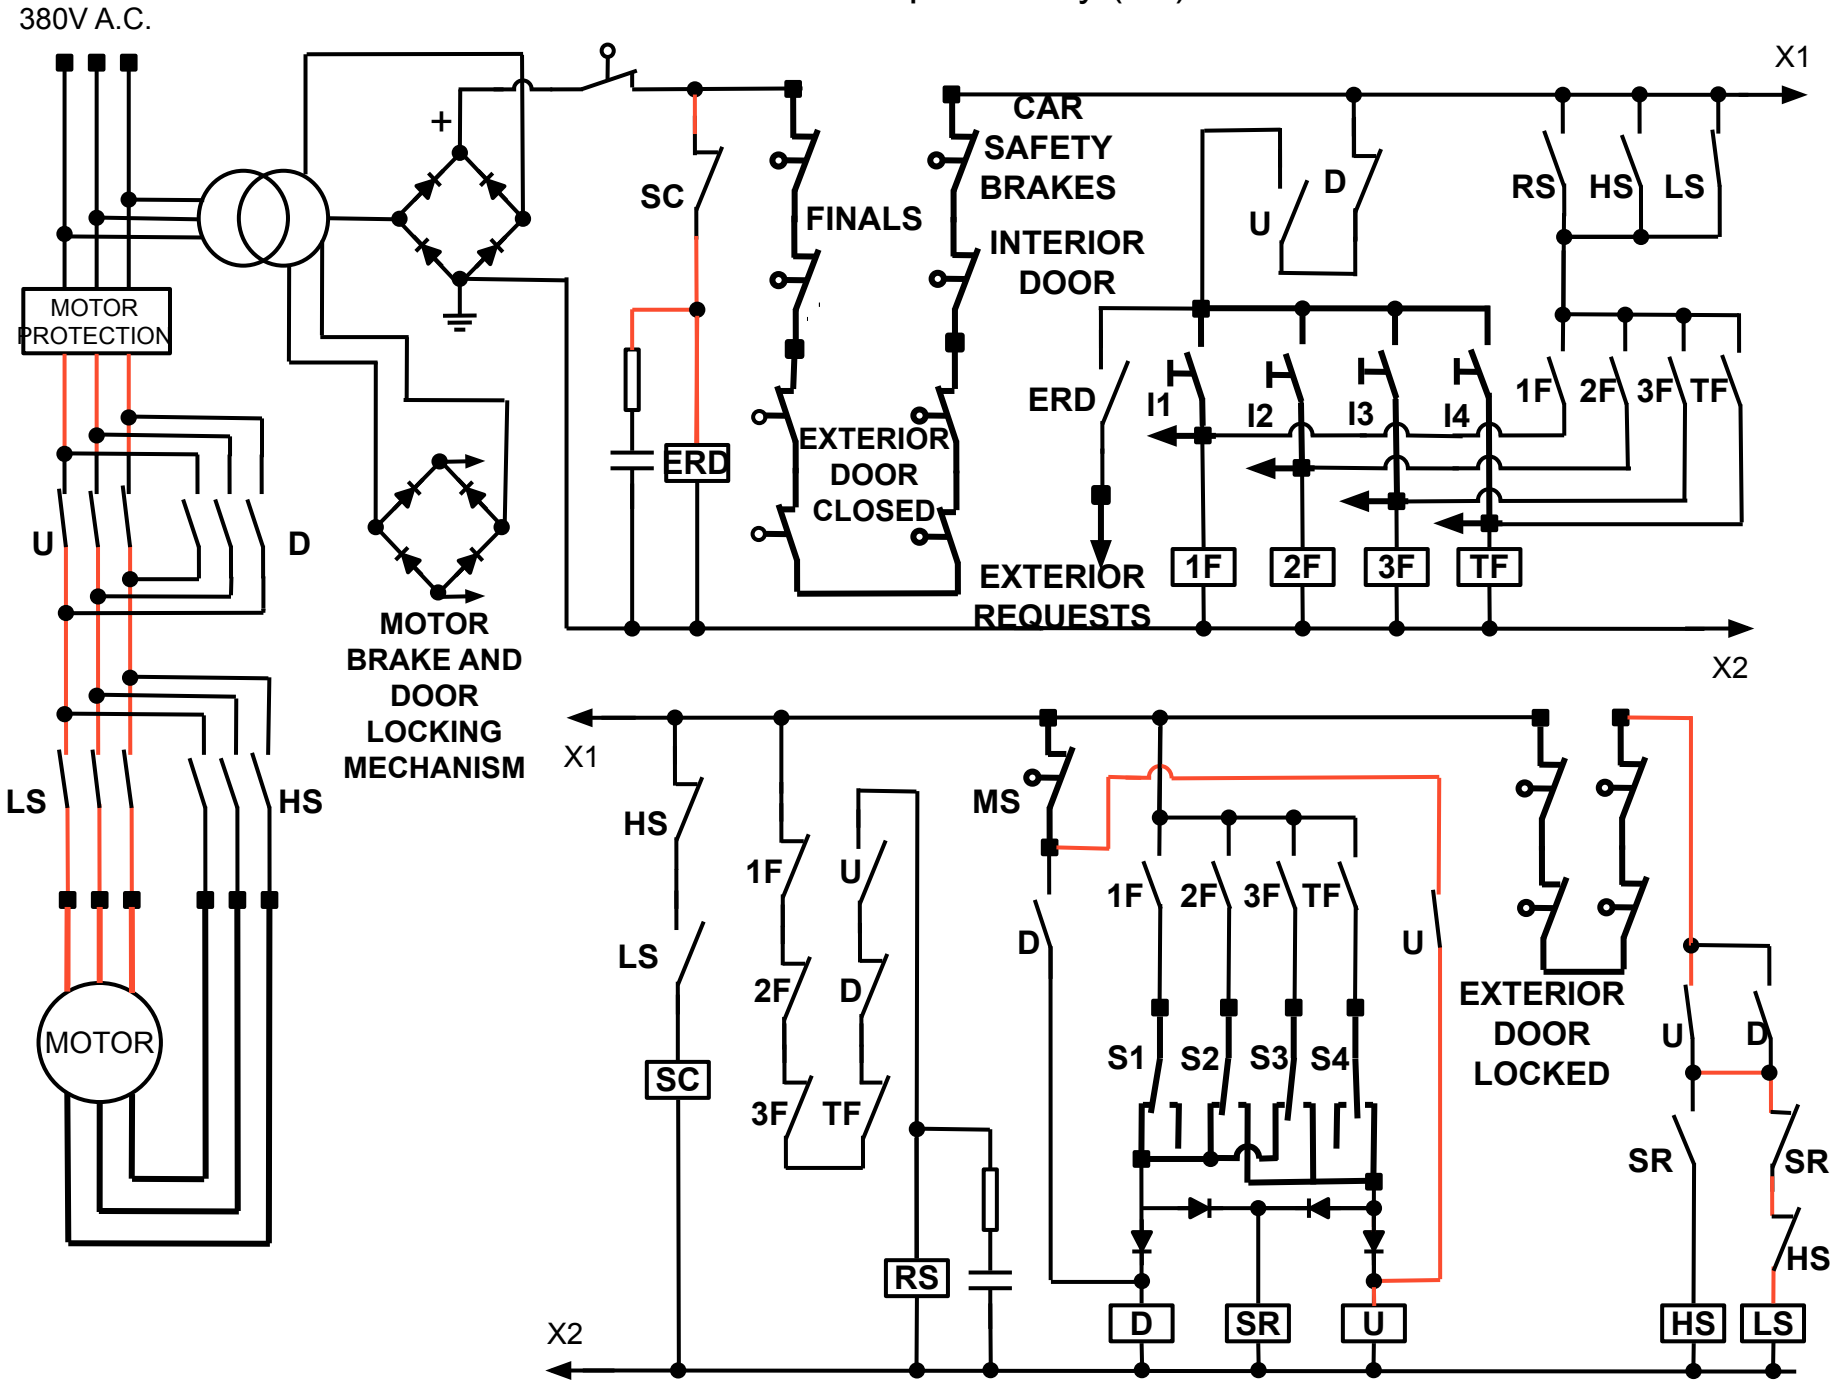 380V A.C.
X1
+
CAR
SAFETY
BRAKES
SC
FINALS
INTERIOR
DOOR
U
D
RS
HS
LS
MOTOR
PROTECTION
ERD
I1
I2
I3
I4
1F
2F
3F
TF
EXTERIOR
DOOR
CLOSED
ERD
U
D
EXTERIOR
REQUESTS
1F
2F
3F
TF
MOTOR
BRAKE AND
DOOR
LOCKING
MECHANISM
X2
X1
LS
HS
HS
MS
1F
U
1F
2F
3F
TF
D
U
LS
2F
D
EXTERIOR
DOOR
LOCKED
U
D
MOTOR
SC
S1
S2
S3
S4
3F
TF
SR
SR
HS
RS
X2
D
SR
U
HS
LS